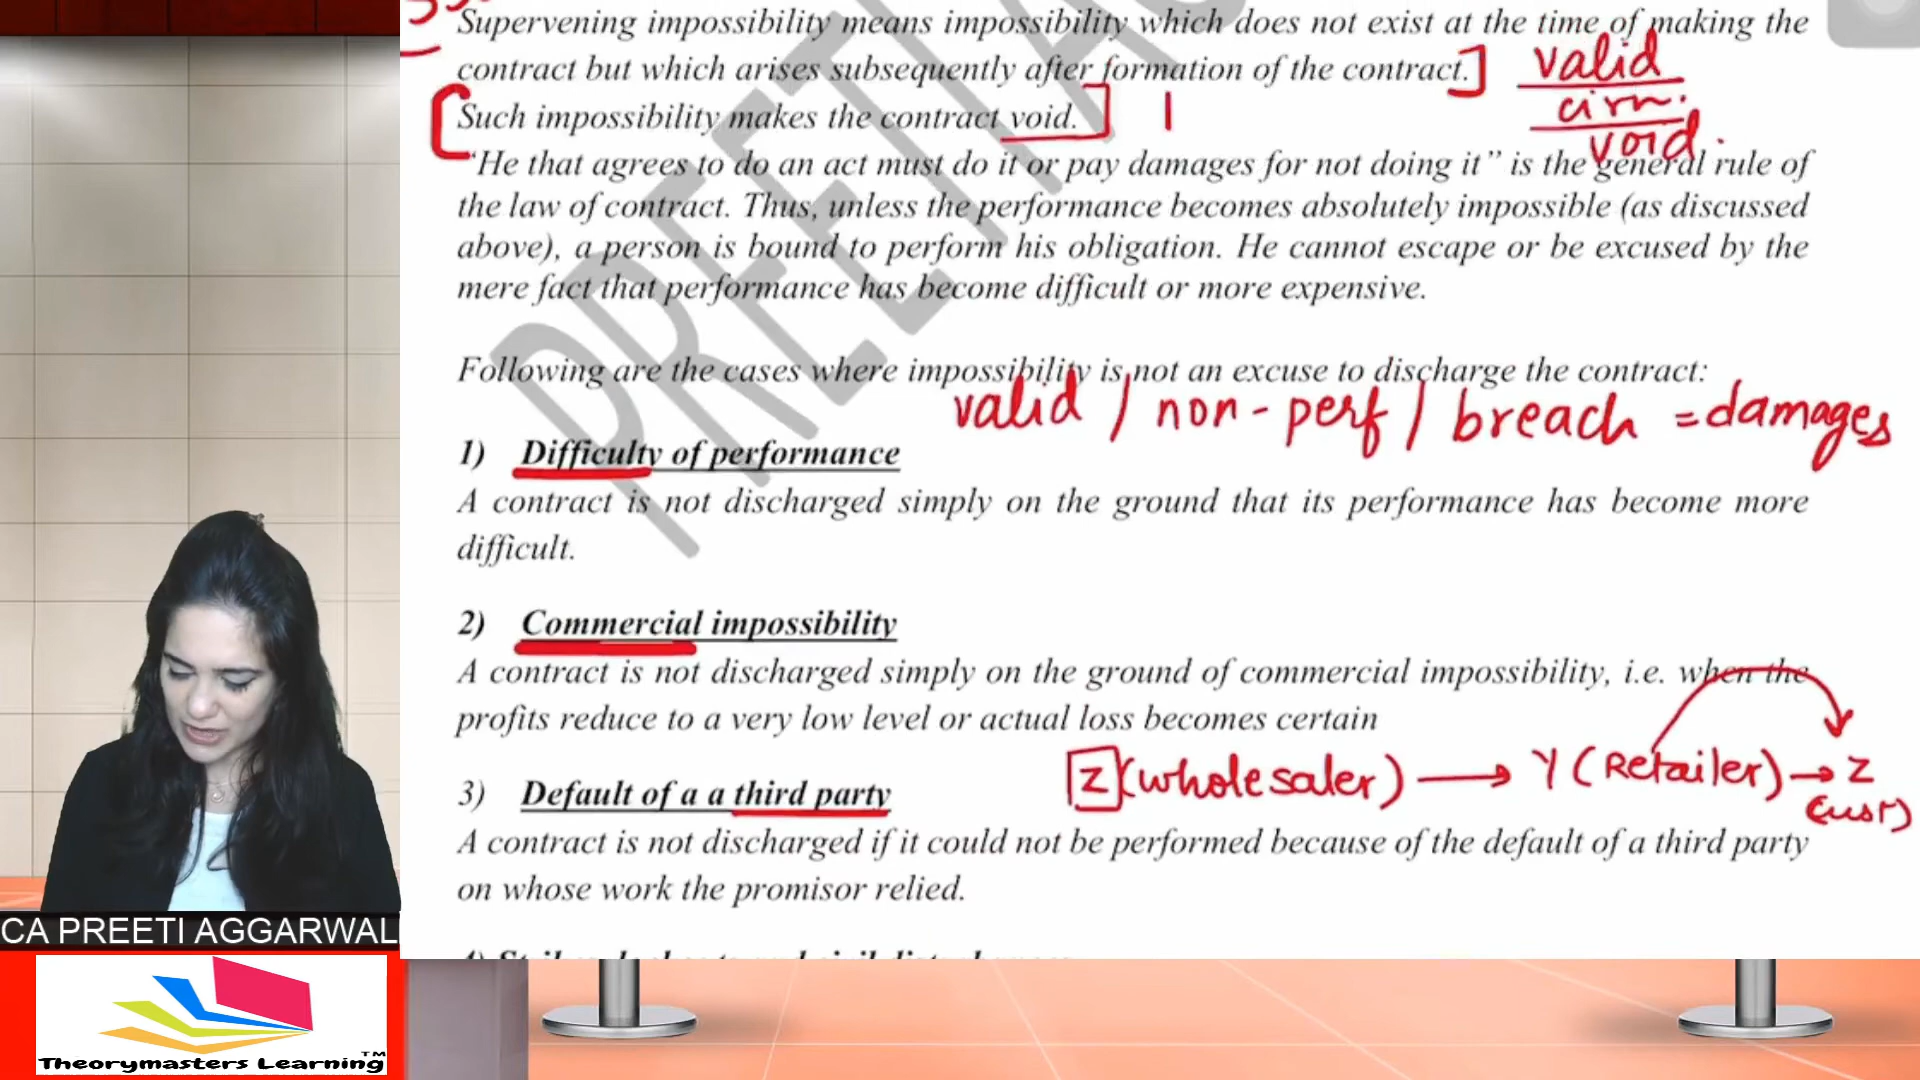 Supervening impossibility means impossibility which does not exist at the time of making the
contract but which arises subsequently after formation of the contract.
valid
Such impossibility makes the contract void.
void.
"He that agrees to do an act must do it or pay damages for not doing it" is the general rule of
the law of contract. Thus, unless the performance becomes absolutely impossible (as discussed
above), a person is bound to perform his obligation. He cannot escape or be excused by the
mere fact that performance has become difficult or more expensive.
Following are the cases where impossibility is not an excuse to discharge the contract:
valid / non-perf / breach = damages
1) Difficulty of performance
A contract is not discharged simply on the ground that its performance has become more
difficult.
2) Commercial impossibility
A contract is not discharged simply on the ground of commercial impossibility, i.e. when the
profits reduce to a very low level or actual loss becomes certain
Z (wholesaler) → Y (Retailer) → Z
(cust)
3) Default of a a third party
A contract is not discharged if it could not be performed because of the default of a third party
on whose work the promisor relied.
CA PREETI AGGARWAL
Theorymasters Learning™